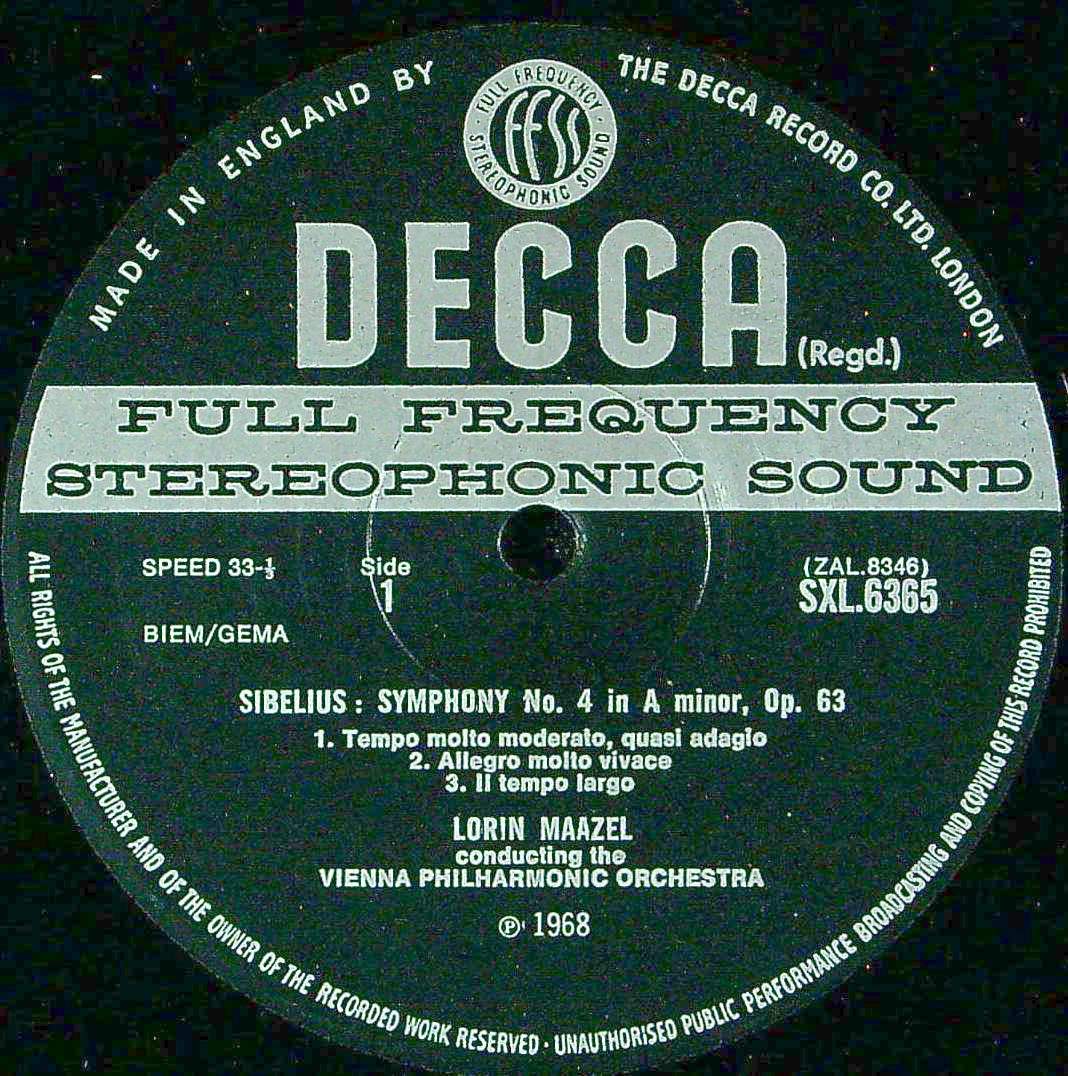 MADE IN ENGLAND BY
THE DECCA RECORD CO. LTD. LONDON
· FULL FREQUENCY ·
STEREOPHONIC SOUND
FFSS
DECCA
(Regd.)
FULL FREQUENCY
STEREOPHONIC SOUND
SPEED 33-⅓
Side
1
(ZAL.8346)
SXL.6365
BIEM/GEMA
SIBELIUS : SYMPHONY No. 4 in A minor, Op. 63
1. Tempo molto moderato, quasi adagio
2. Allegro molto vivace
3. Il tempo largo
LORIN MAAZEL
conducting the
VIENNA PHILHARMONIC ORCHESTRA
℗ 1968
ALL RIGHTS OF THE MANUFACTURER AND OF THE OWNER OF THE RECORDED WORK RESERVED · UNAUTHORISED PUBLIC PERFORMANCE BROADCASTING AND COPYING OF THIS RECORD PROHIBITED